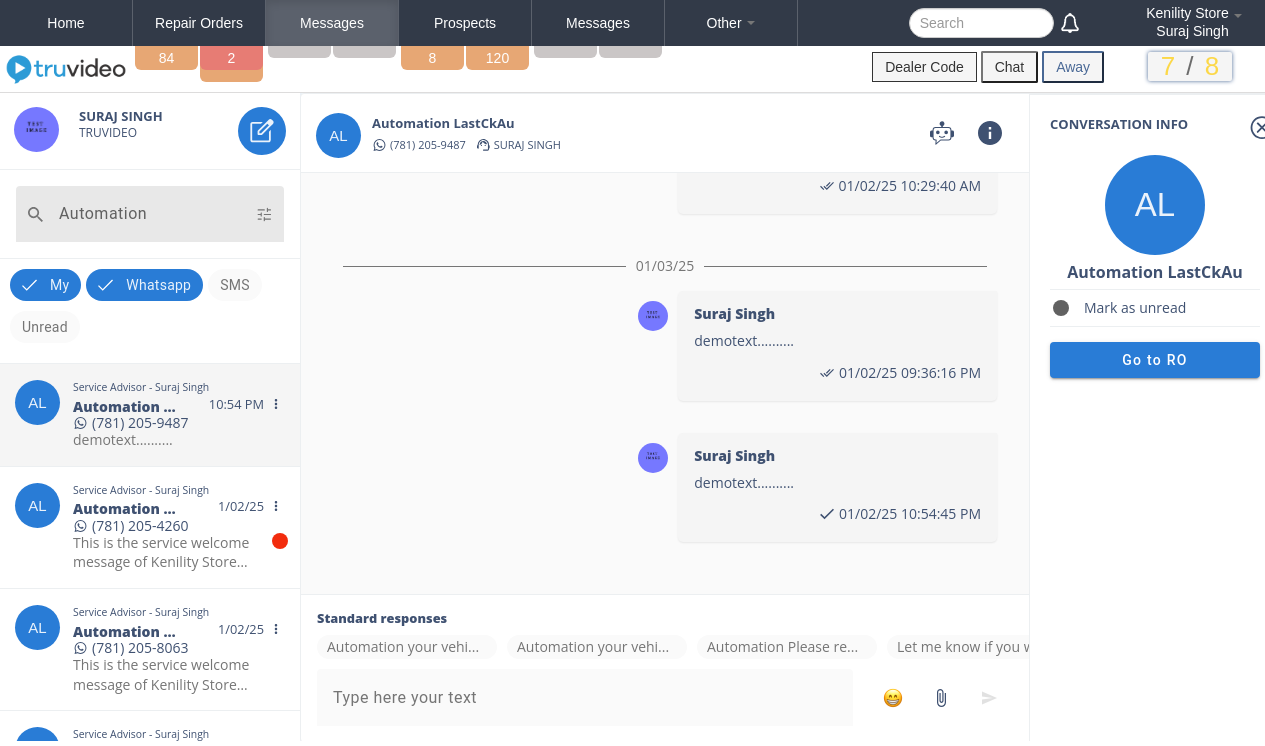 Home
Repair Orders
Messages
Prospects
Messages
Other
Search
Kenility Store
Suraj Singh
84
2
8
120
truvideo
Dealer Code
Chat
Away
7 / 8
SURAJ SINGH
TRUVIDEO
Automation
My
Whatsapp
SMS
Unread
Service Advisor - Suraj Singh
Automation ...
10:54 PM
(781) 205-9487
demotext..........
Service Advisor - Suraj Singh
Automation ...
1/02/25
(781) 205-4260
This is the service welcome
message of Kenility Store...
Service Advisor - Suraj Singh
Automation ...
1/02/25
(781) 205-8063
This is the service welcome
message of Kenility Store...
Service Advisor - Suraj Singh
AL
AL
AL
AL
Automation LastCkAu
(781) 205-9487
SURAJ SINGH
01/02/25 10:29:40 AM
01/03/25
Suraj Singh
demotext..........
01/02/25 09:36:16 PM
Suraj Singh
demotext..........
01/02/25 10:54:45 PM
Standard responses
Automation your vehi...
Automation your vehi...
Automation Please re...
Let me know if you w
Type here your text
CONVERSATION INFO
AL
Automation LastCkAu
Mark as unread
Go to RO